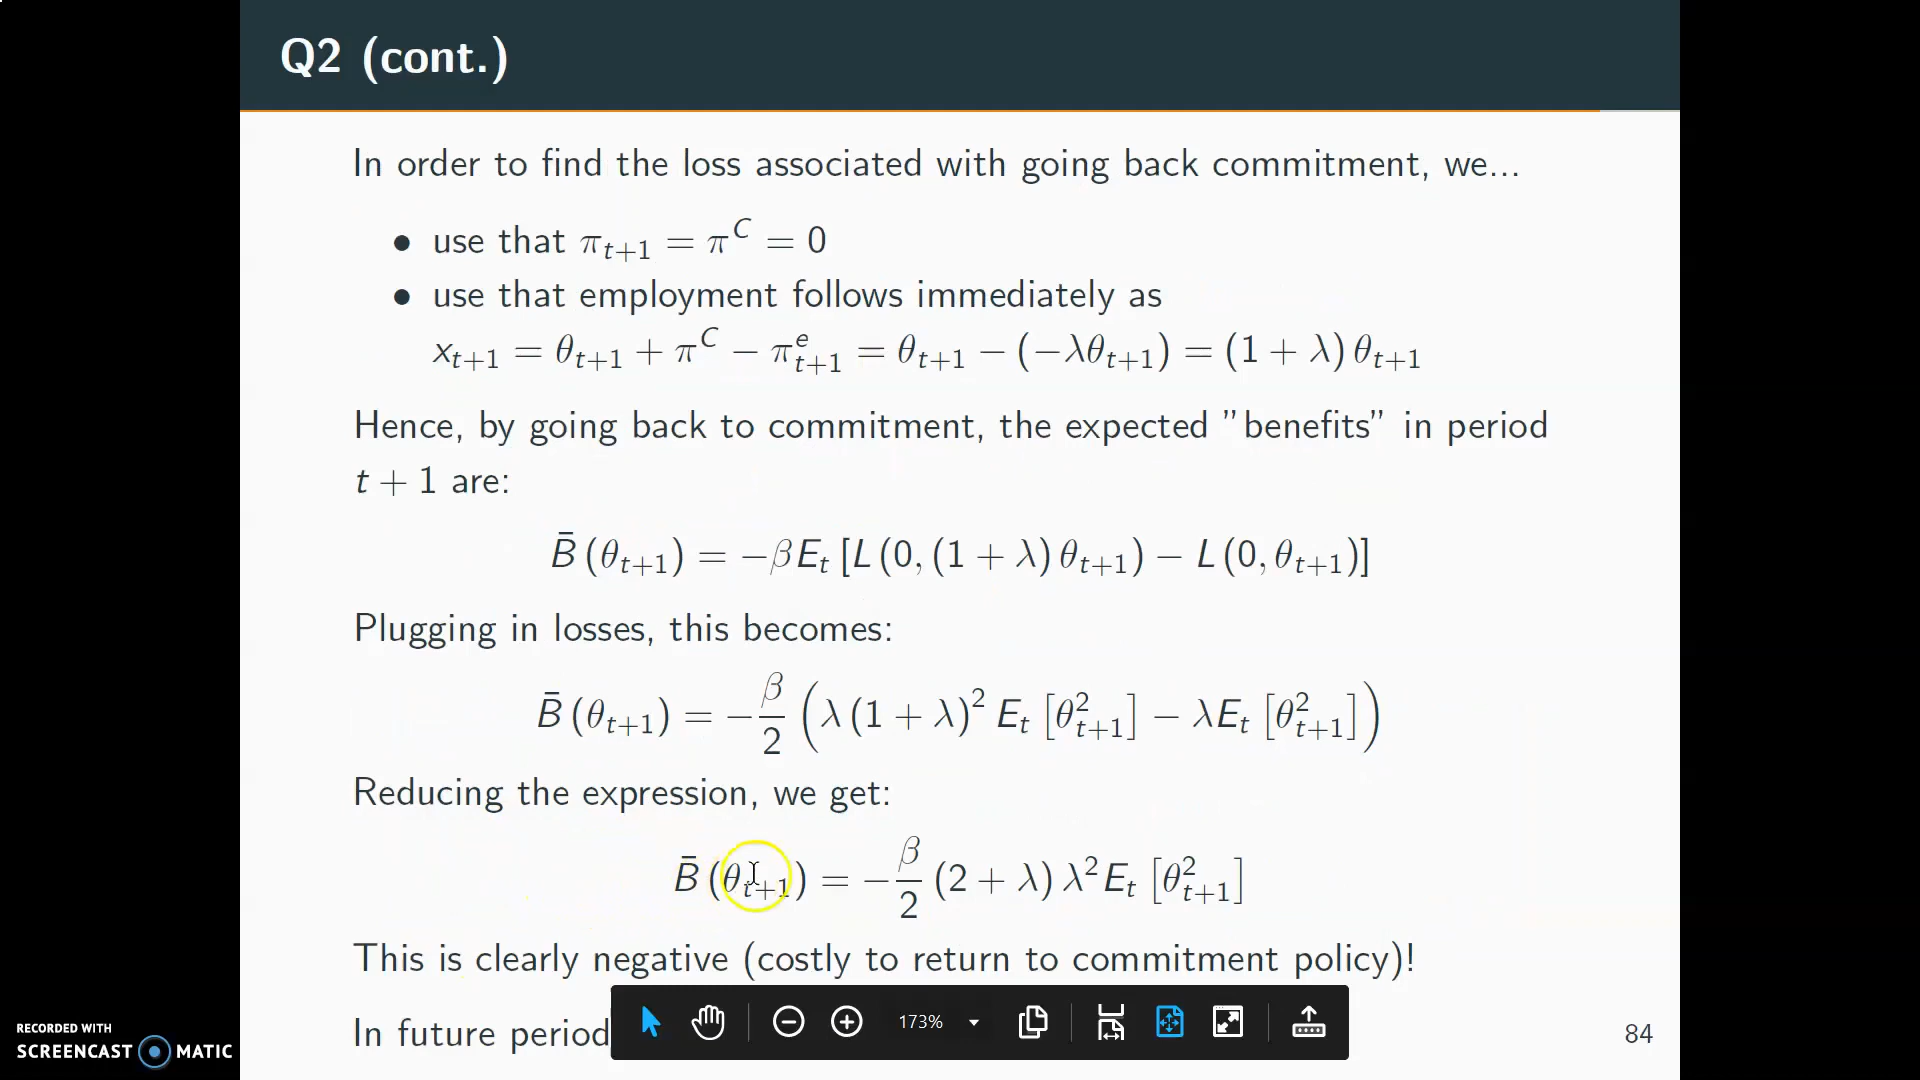 Q2 (cont.)
In order to find the loss associated with going back commitment, we...
• use that π_{t+1} = π^C = 0
• use that employment follows immediately as
x_{t+1} = θ_{t+1} + π^C − π^e_{t+1} = θ_{t+1} − (−λθ_{t+1}) = (1 + λ) θ_{t+1}
Hence, by going back to commitment, the expected ”benefits” in period
t + 1 are:
B̄ (θ_{t+1}) = −βE_t [L (0, (1 + λ) θ_{t+1}) − L (0, θ_{t+1})]
Plugging in losses, this becomes:
B̄ (θ_{t+1}) = −β/2 (λ (1 + λ)² E_t [θ²_{t+1}] − λE_t [θ²_{t+1}])
Reducing the expression, we get:
B̄ (θ_{t+1}) = −β/2 (2 + λ) λ² E_t [θ²_{t+1}]
This is clearly negative (costly to return to commitment policy)!
In future period
173%
84
RECORDED WITH
SCREENCAST MATIC